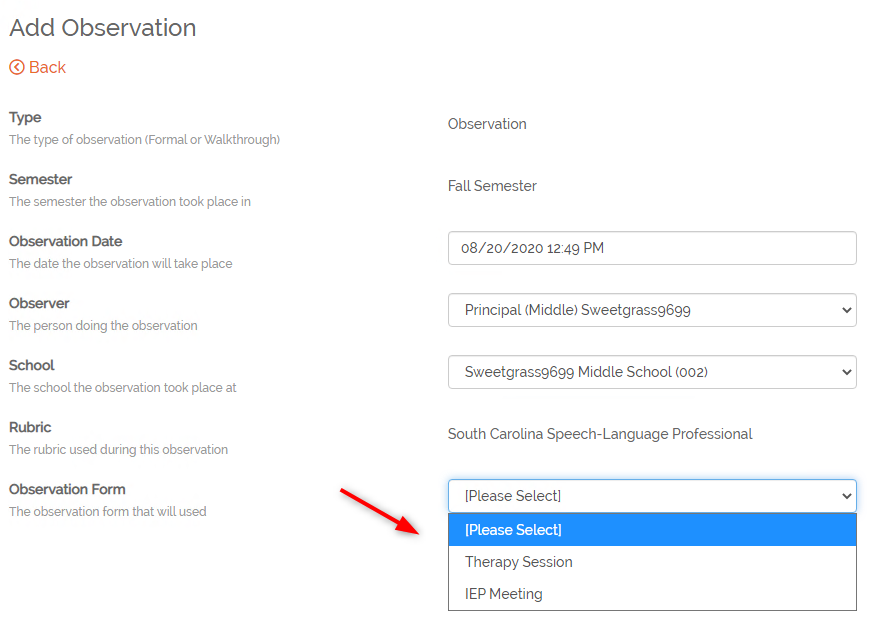 Add Observation
Back
Type
The type of observation (Formal or Walkthrough)
Observation
Semester
The semester the observation took place in
Fall Semester
Observation Date
The date the observation will take place
08/20/2020 12:49 PM
Observer
The person doing the observation
Principal (Middle) Sweetgrass9699
School
The school the observation took place at
Sweetgrass9699 Middle School (002)
Rubric
The rubric used during this observation
South Carolina Speech-Language Professional
Observation Form
The observation form that will used
[Please Select]
[Please Select]
Therapy Session
IEP Meeting